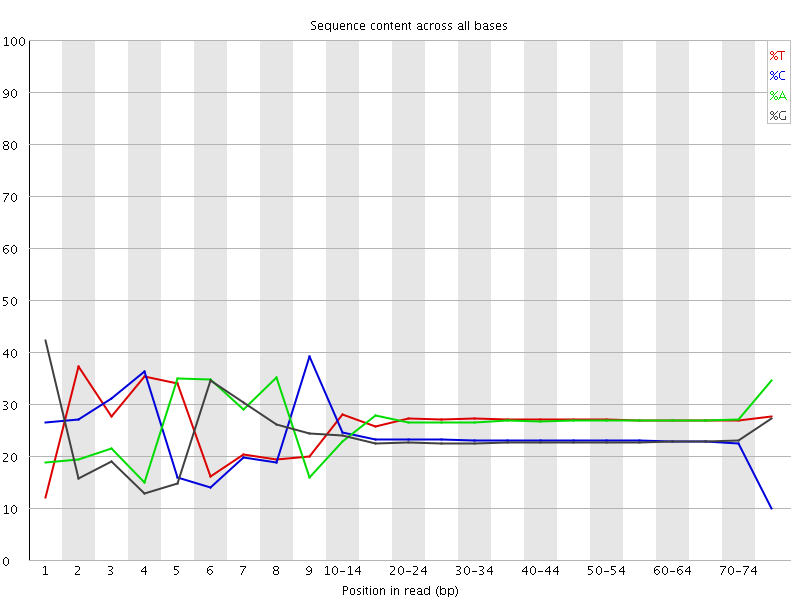 Sequence content across all bases
100
90
80
70
60
50
40
30
20
10
0
%T
%C
%A
%G
1 2 3 4 5 6 7 8 9 10-14 20-24 30-34 40-44 50-54 60-64 70-74
Position in read (bp)